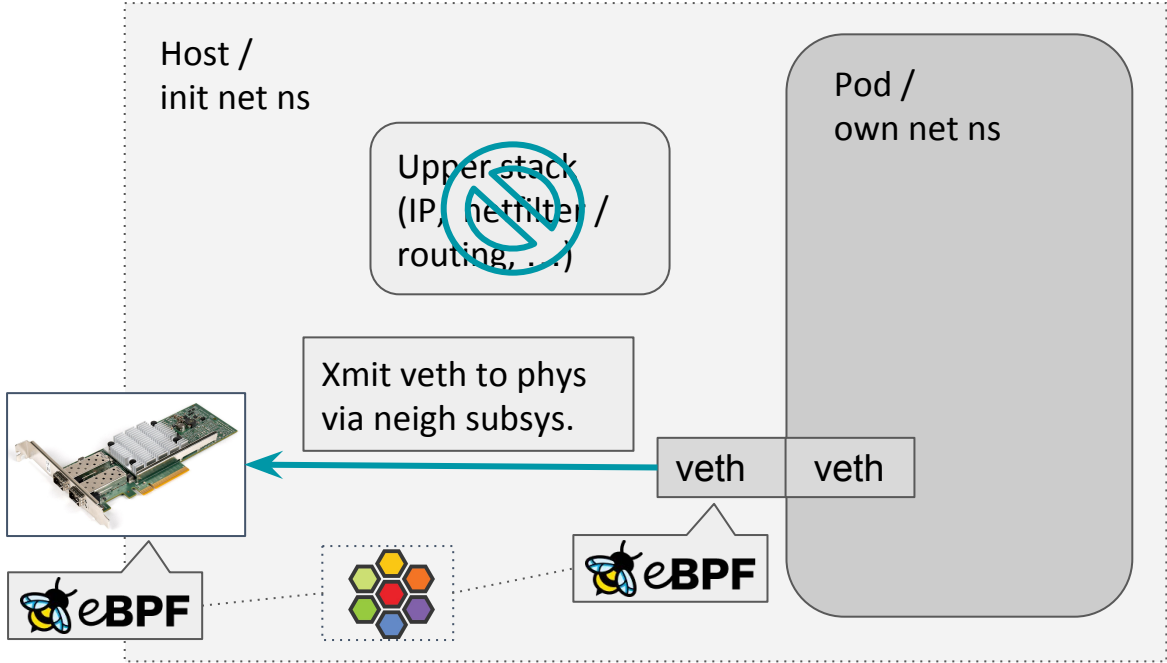 Host /
init net ns
Pod /
own net ns
Upper stack
(IP, netfilter /
routing, ...)
Xmit veth to phys
via neigh subsys.
veth
veth
eBPF
eBPF